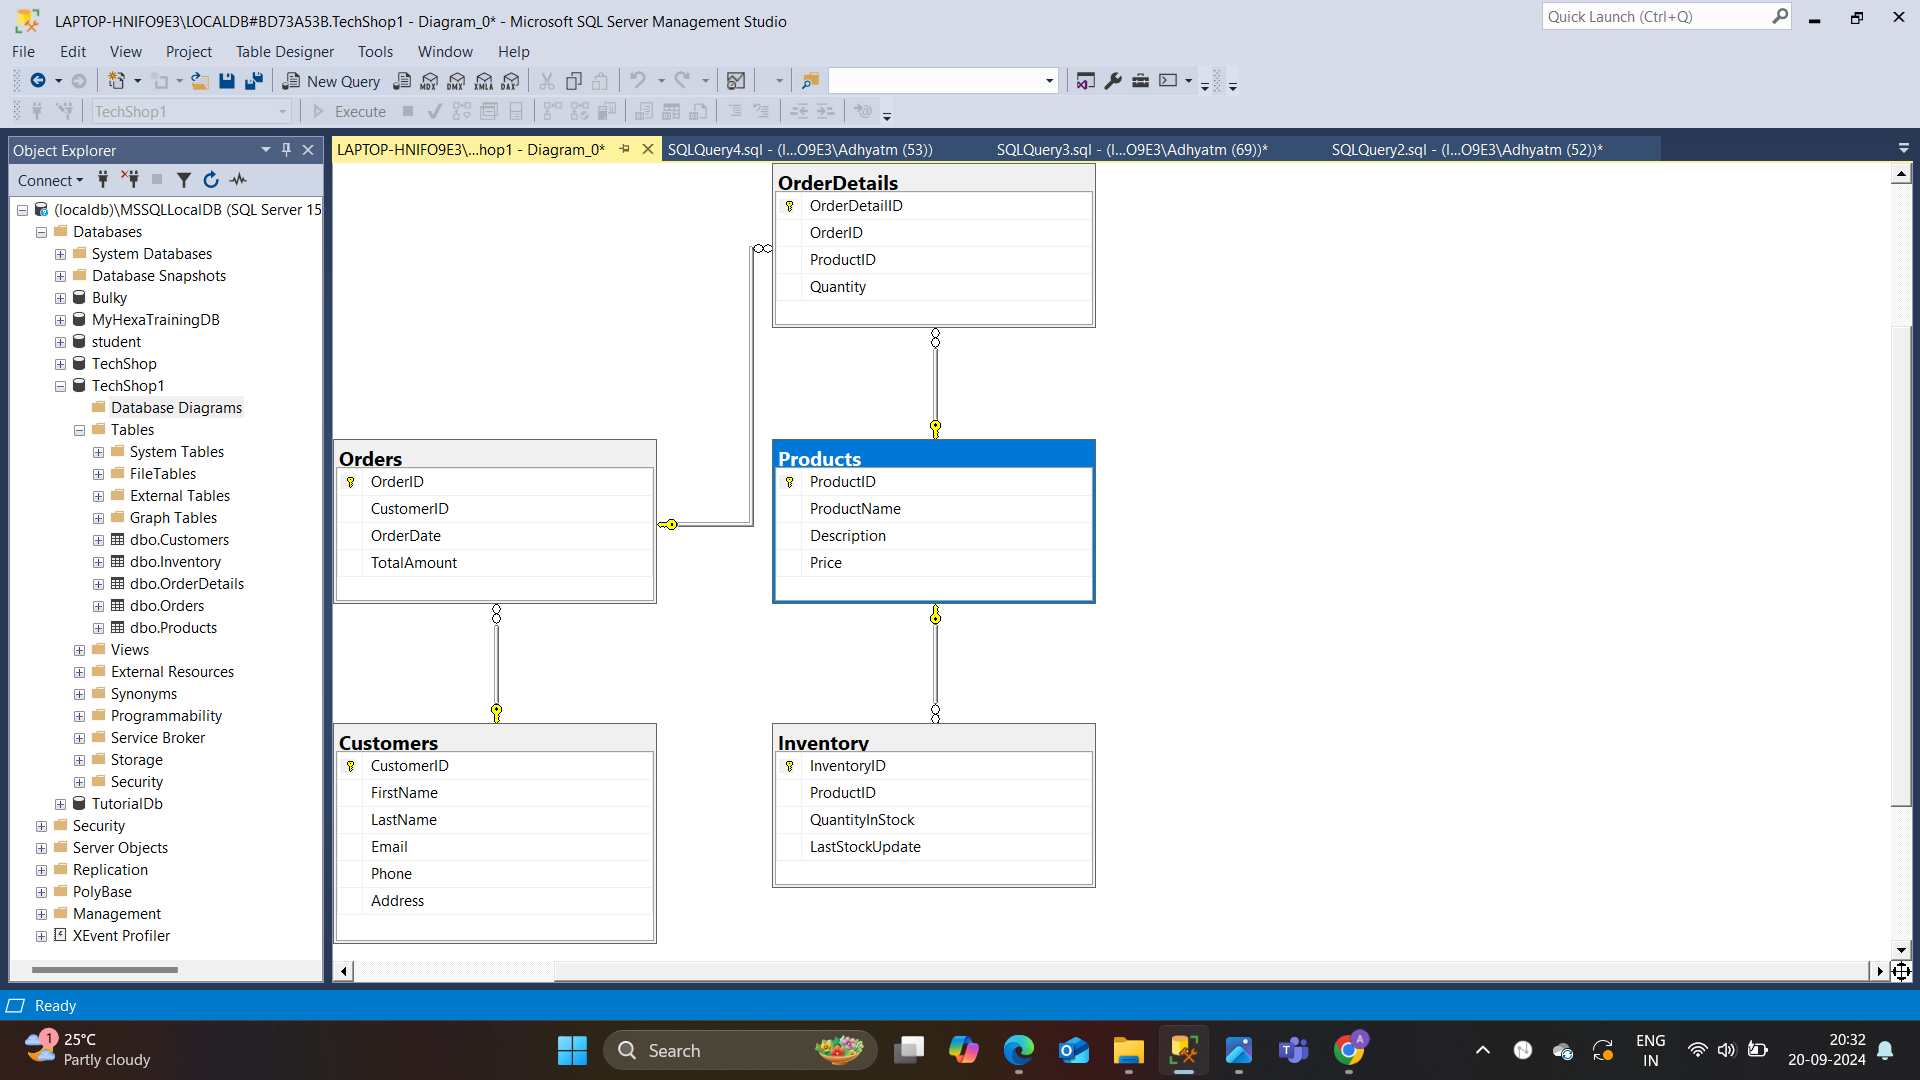 LAPTOP-HNIFO9E3\LOCALDB#BD73A53B.TechShop1 - Diagram_0* - Microsoft SQL Server Management Studio
Quick Launch (Ctrl+Q)
File Edit View Project Table Designer Tools Window Help
New Query MDX DMX XMLA DAX
TechShop1 Execute
Object Explorer
LAPTOP-HNIFO9E3\...hop1 - Diagram_0*
SQLQuery4.sql - (l...O9E3\Adhyatm (53))
SQLQuery3.sql - (l...O9E3\Adhyatm (69))*
SQLQuery2.sql - (l...O9E3\Adhyatm (52))*
Connect
(localdb)\MSSQLLocalDB (SQL Server 15
Databases
System Databases
Database Snapshots
Bulky
MyHexaTrainingDB
student
TechShop
TechShop1
Database Diagrams
Tables
System Tables
FileTables
External Tables
Graph Tables
dbo.Customers
dbo.Inventory
dbo.OrderDetails
dbo.Orders
dbo.Products
Views
External Resources
Synonyms
Programmability
Service Broker
Storage
Security
TutorialDb
Security
Server Objects
Replication
PolyBase
Management
XEvent Profiler
OrderDetails
OrderDetailID
OrderID
ProductID
Quantity
Orders
OrderID
CustomerID
OrderDate
TotalAmount
Products
ProductID
ProductName
Description
Price
Customers
CustomerID
FirstName
LastName
Email
Phone
Address
Inventory
InventoryID
ProductID
QuantityInStock
LastStockUpdate
Ready
1
25°C
Partly cloudy
Search
A
ENG
IN
20:32
20-09-2024